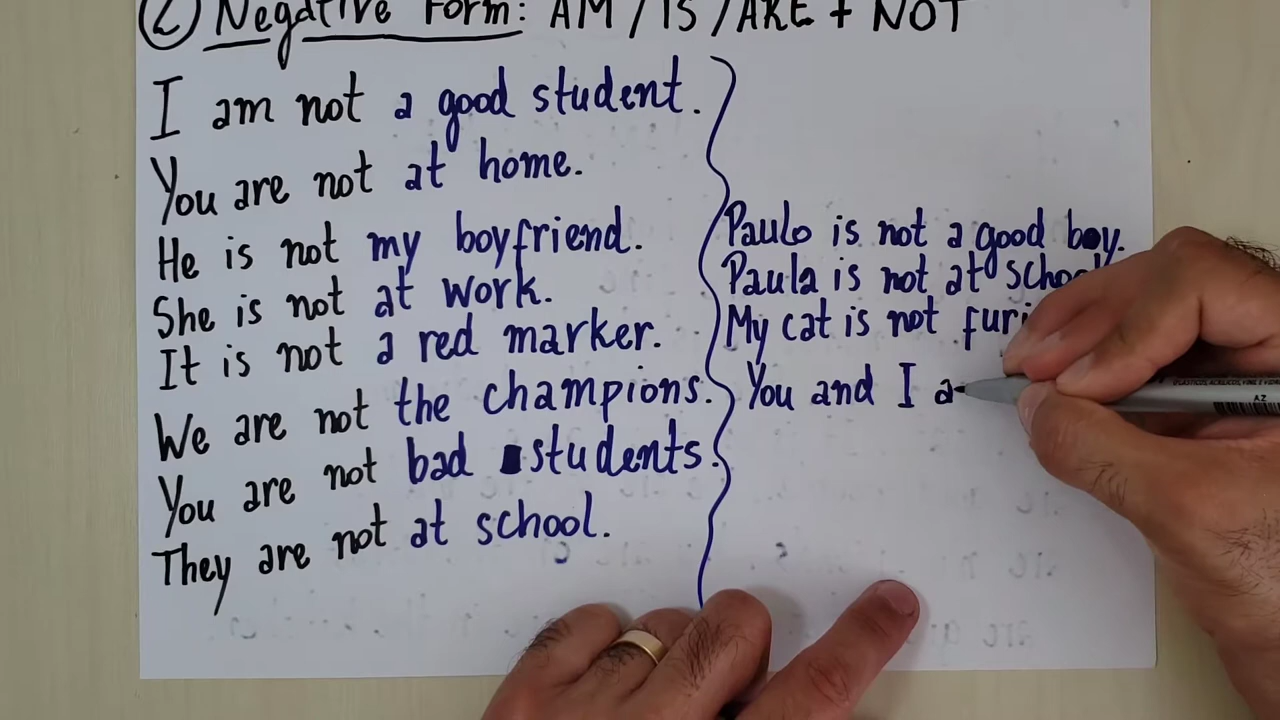 2 Negative Form: AM / IS / ARE + NOT
I am not a good student.
You are not at home.
He is not my boyfriend.
She is not at work.
It is not a red marker.
We are not the champions.
You are not bad students.
They are not at school.
Paulo is not a good boy.
Paula is not at school
My cat is not
You and I a
AZ